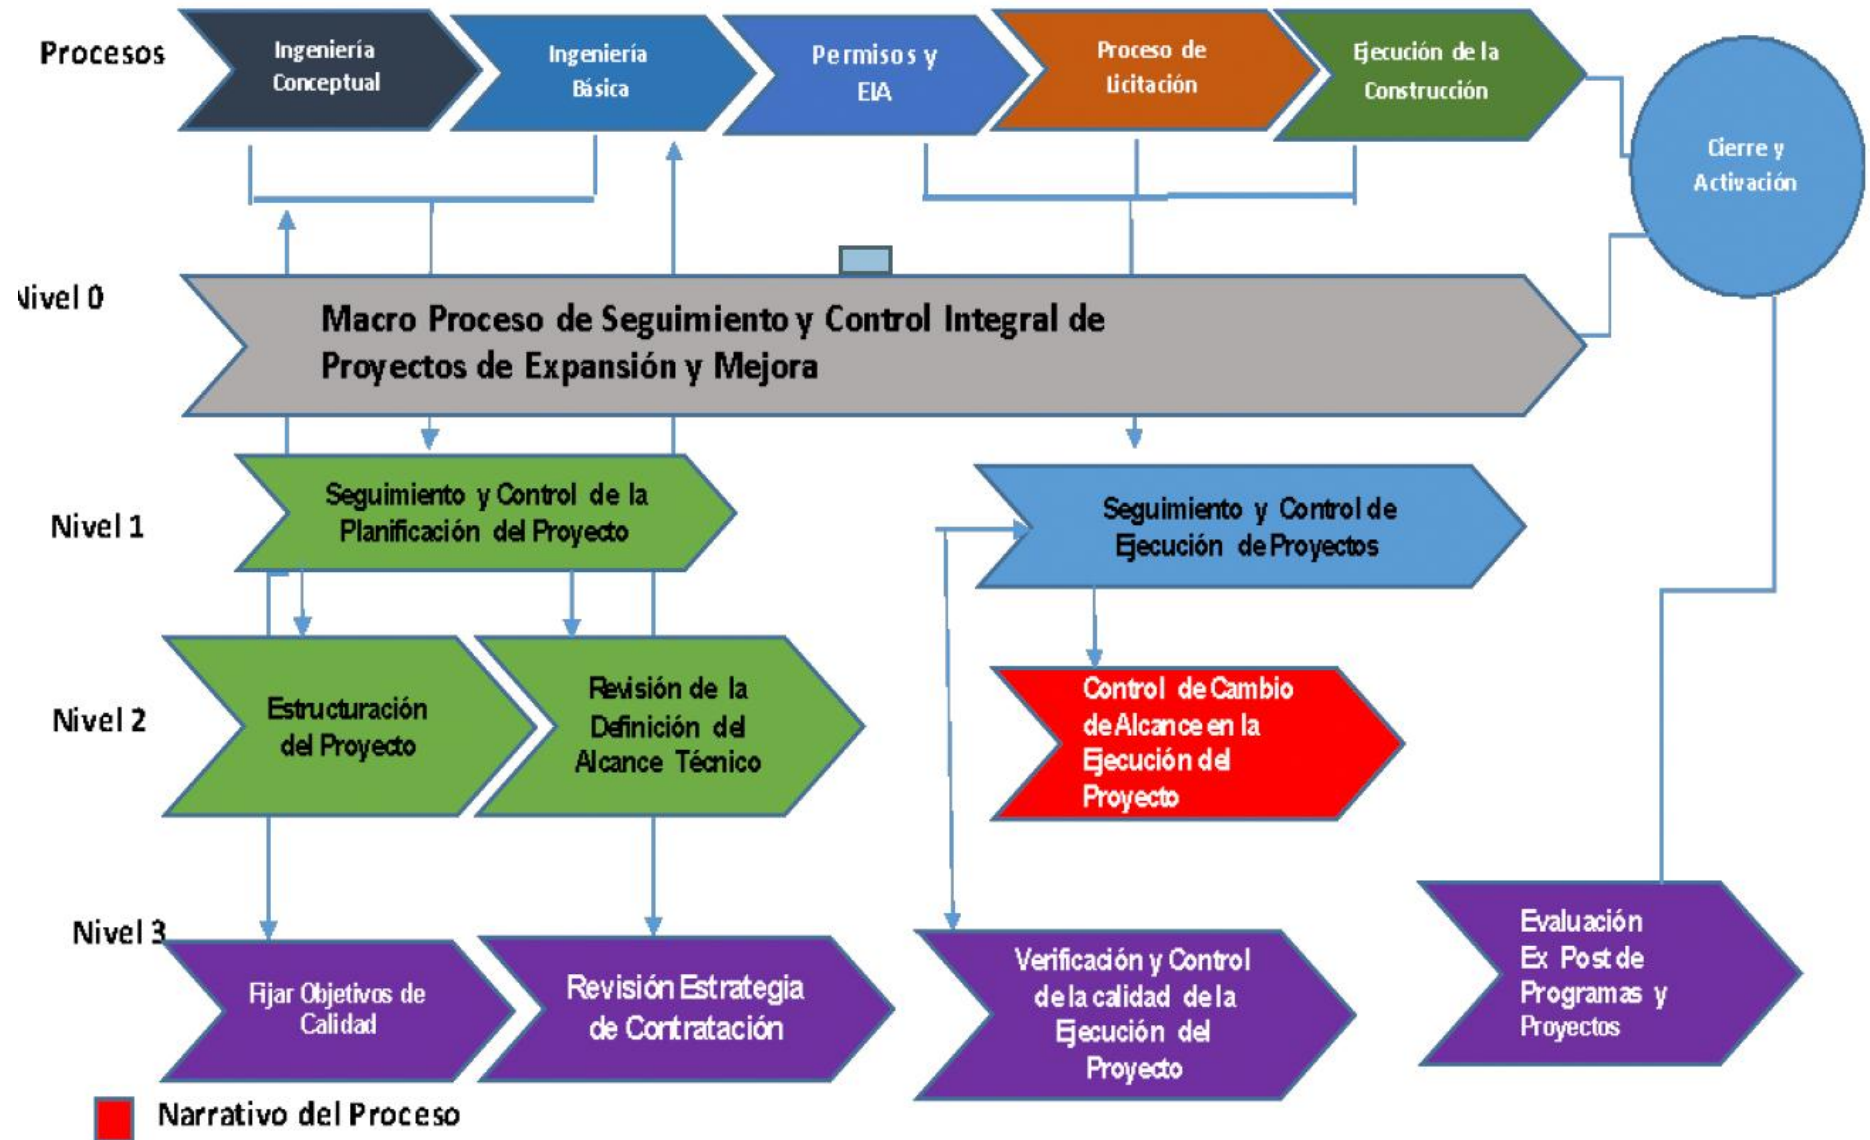 Procesos
Ingeniería
Conceptual
Ingeniería
Básica
Permisos y
EIA
Proceso de
Licitación
Ejecución de la
Construcción
Cierre y
Activación
Nivel 0
Macro Proceso de Seguimiento y Control Integral de
Proyectos de Expansión y Mejora
Nivel 1
Seguimiento y Control de la
Planificación del Proyecto
Seguimiento y Control de
Ejecución de Proyectos
Nivel 2
Estructuración
del Proyecto
Revisión de la
Definición del
Alcance Técnico
Control de Cambio
de Alcance en la
Ejecución del
Proyecto
Nivel 3
Fijar Objetivos de
Calidad
Revisión Estrategia
de Contratación
Verificación y Control
de la calidad de la
Ejecución del
Proyecto
Evaluación
Ex Post de
Programas y
Proyectos
Narrativo del Proceso